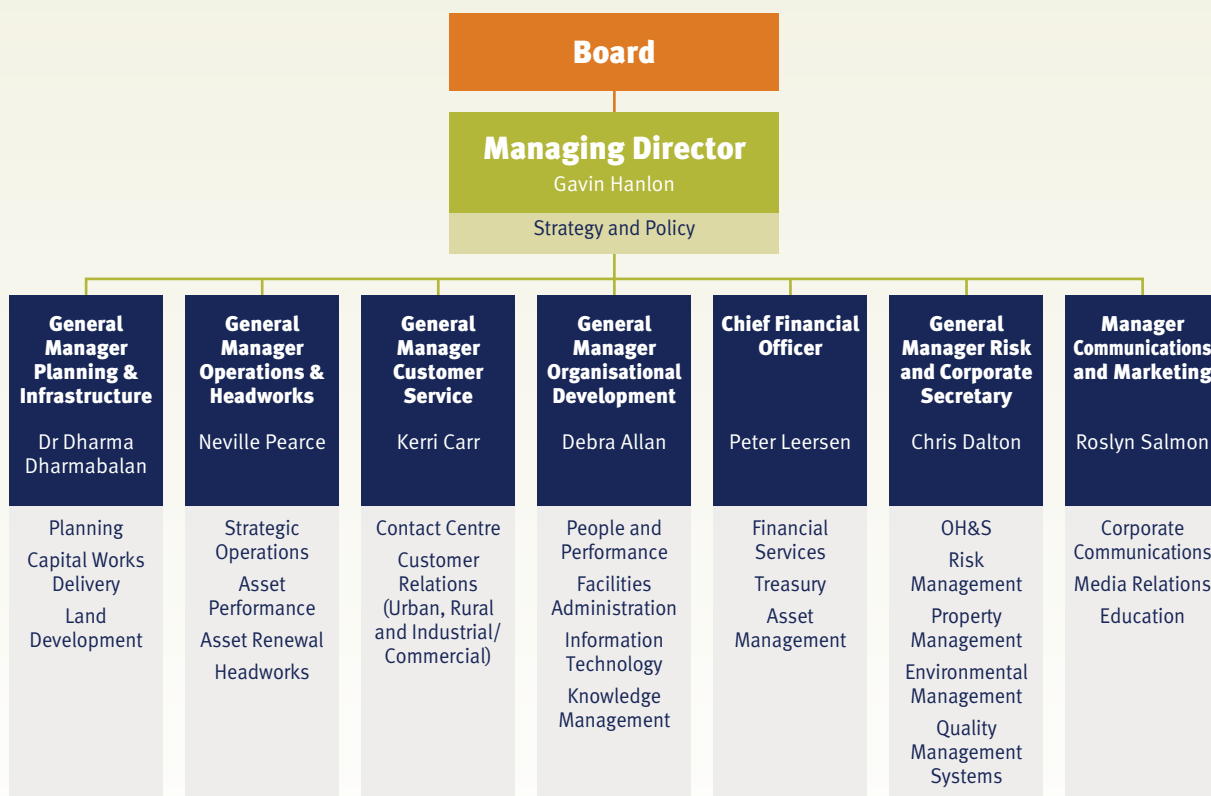 Board
Managing Director
Gavin Hanlon
Strategy and Policy
General
Manager
Planning &
Infrastructure
Dr Dharma
Dharmabalan
Planning
Capital Works
Delivery
Land
Development
General
Manager
Operations &
Headworks
Neville Pearce
Strategic
Operations
Asset
Performance
Asset Renewal
Headworks
General
Manager
Customer
Service
Kerri Carr
Contact Centre
Customer
Relations
(Urban, Rural
and Industrial/
Commercial)
General
Manager
Organisational
Development
Debra Allan
People and
Performance
Facilities
Administration
Information
Technology
Knowledge
Management
Chief Financial
Officer
Peter Leersen
Financial
Services
Treasury
Asset
Management
General
Manager Risk
and Corporate
Secretary
Chris Dalton
OH&S
Risk
Management
Property
Management
Environmental
Management
Quality
Management
Systems
Manager
Communications
and Marketing
Roslyn Salmon
Corporate
Communications
Media Relations
Education